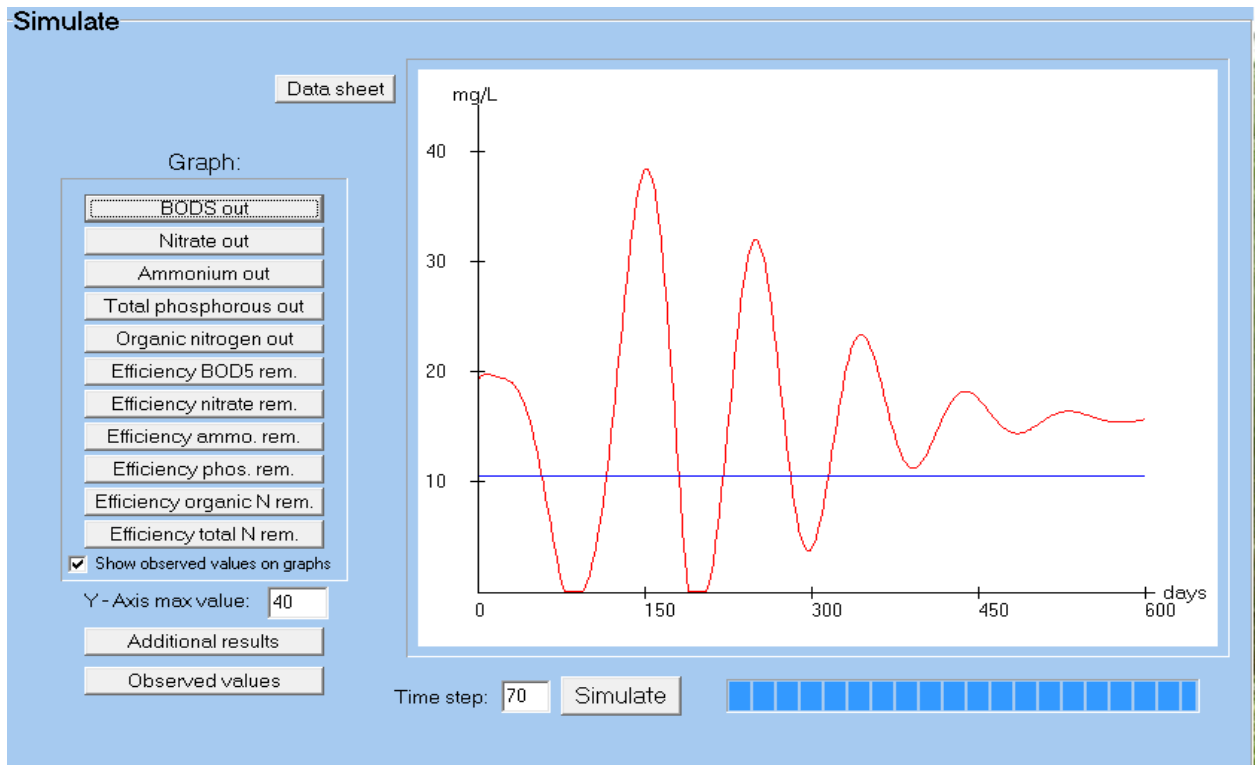 Simulate
Data sheet
Graph:
BODS out
Nitrate out
Ammonium out
Total phosphorous out
Organic nitrogen out
Efficiency BOD5 rem.
Efficiency nitrate rem.
Efficiency ammo. rem.
Efficiency phos. rem.
Efficiency organic N rem.
Efficiency total N rem.
Show observed values on graphs
Y - Axis max value: 40
Additional results
Observed values
mg/L
40
30
20
10
0 150 300 450 600
days
Time step: 70 Simulate